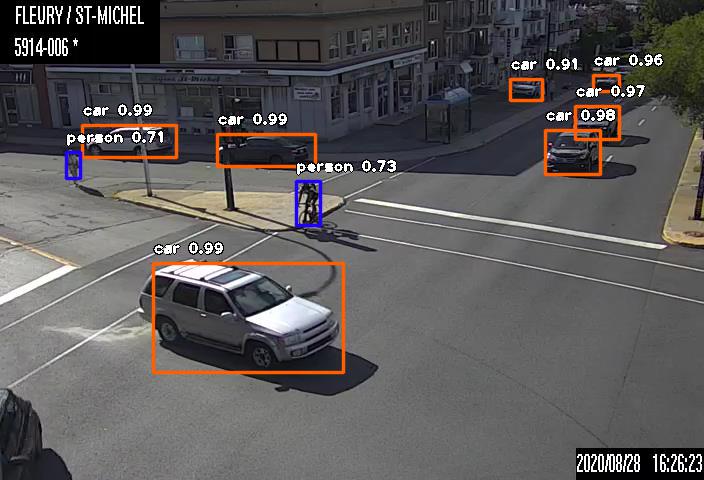 FLEURY / ST-MICHEL
5914-006 *
car 0.91
car 0.96
car 0.97
car 0.98
car 0.99
car 0.99
person 0.71
person 0.73
car 0.99
2020/08/28 16:26:23